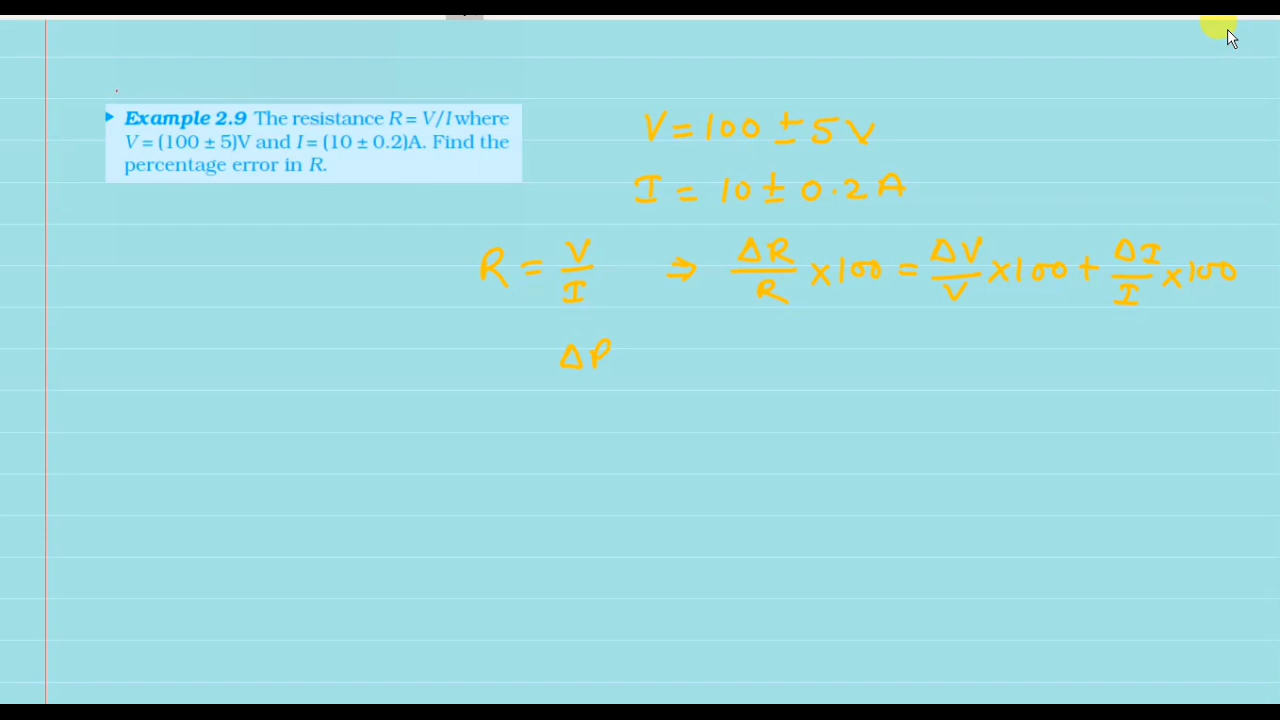 Example 2.9 The resistance R = V/I where
V = (100 ± 5)V and I = (10 ± 0.2)A. Find the
percentage error in R.
V = 100 ± 5 V
I = 10 ± 0.2 A
R = V/I ⇒ ΔR/R × 100 = ΔV/V × 100 + ΔI/I × 100
ΔP